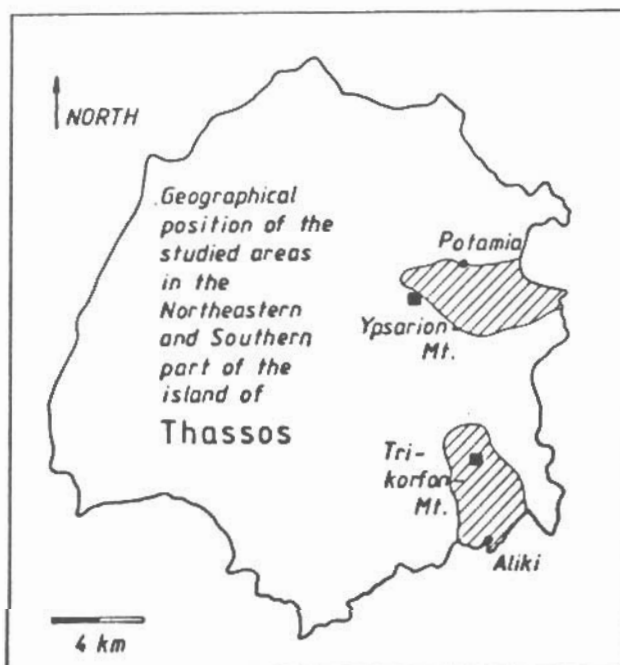 NORTH
Geographical
position of the
studied areas
in the
Northeastern
and Southern
part of the
island of
Thassos
Potamia
Ypsarion
Mt.
Tri-
korfon
Mt.
Aliki
4 km